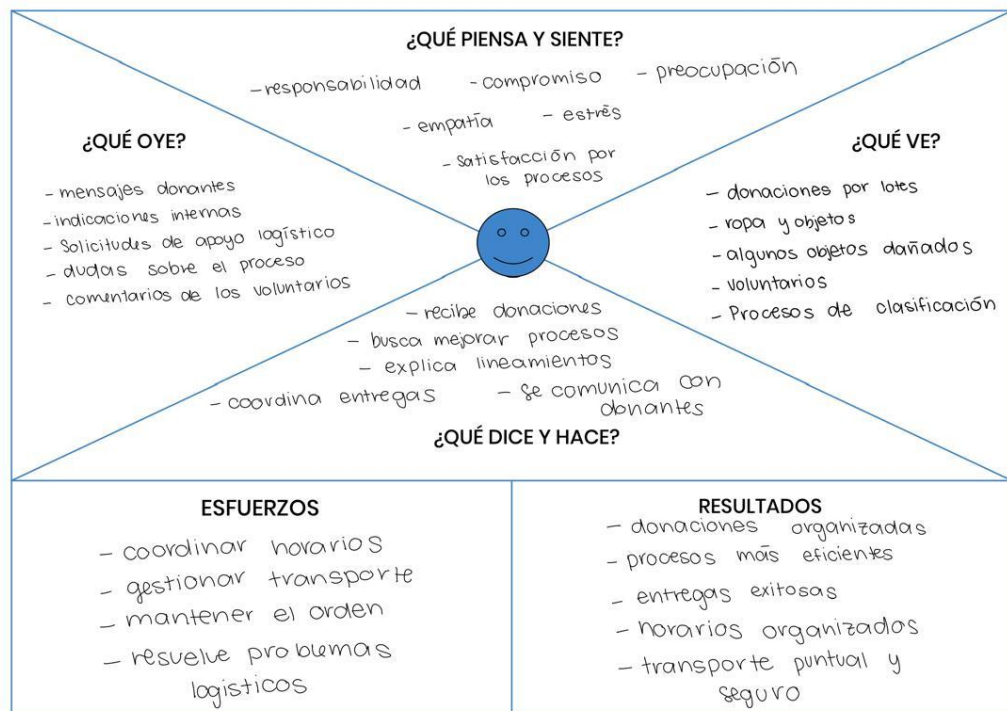 ¿QUÉ PIENSA Y SIENTE?
- responsabilidad
- compromiso
- preocupación
- empatía
- estrés
- satisfacción por
los procesos
¿QUÉ OYE?
- mensajes donantes
- indicaciones internas
- Solicitudes de apoyo logístico
- dudas sobre el proceso
- comentarios de los voluntarios
¿QUÉ VE?
- donaciones por lotes
- ropa y objetos
- algunos objetos dañados
- voluntarios
- Procesos de clasificación
- recibe donaciones
- busca mejorar procesos
- explica lineamientos
- coordina entregas
- se comunica con
donantes
¿QUÉ DICE Y HACE?
ESFUERZOS
- coordinar horarios
- gestionar transporte
- mantener el orden
- resuelve problemas
logisticos
RESULTADOS
- donaciones organizadas
- procesos más eficientes
- entregas exitosas
- horarios organizados
- transporte puntual y
seguro